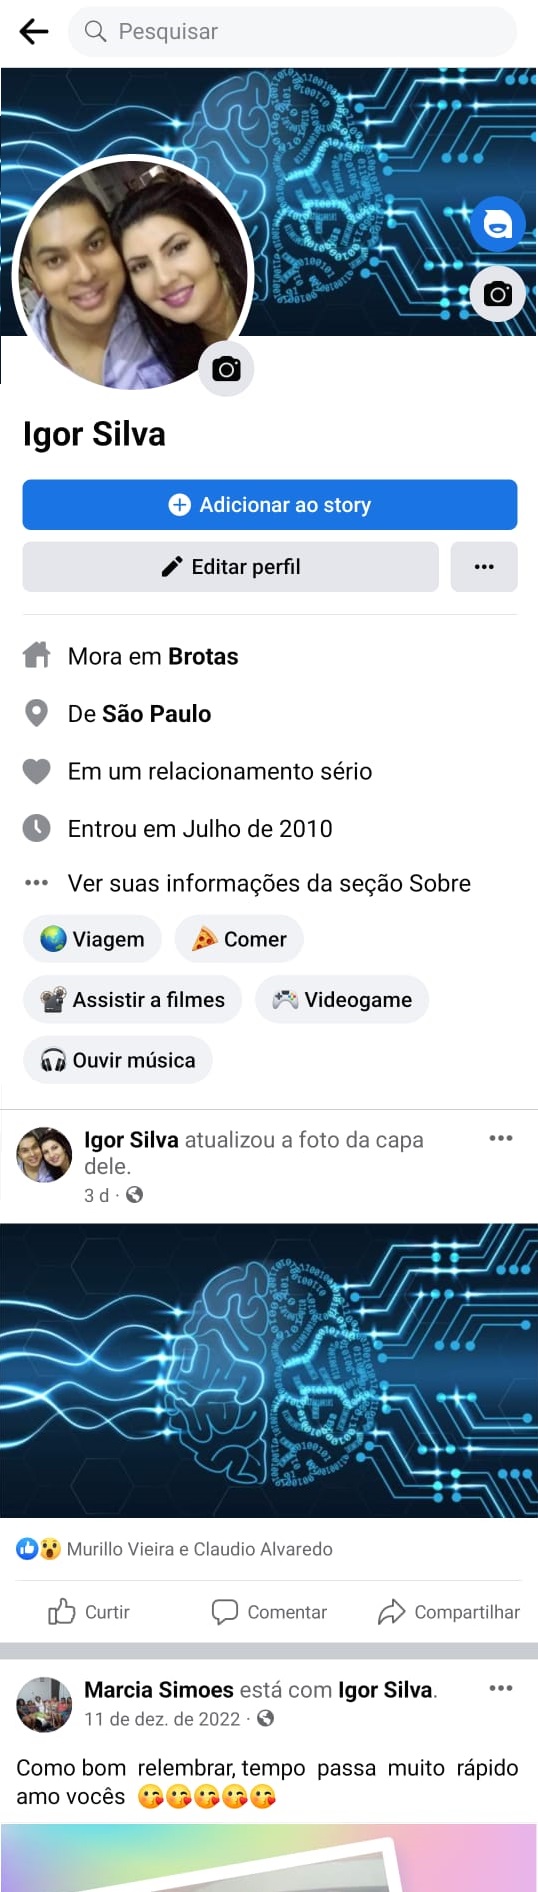 Pesquisar
Igor Silva
Adicionar ao story
Editar perfil
Mora em Brotas
De São Paulo
Em um relacionamento sério
Entrou em Julho de 2010
Ver suas informações da seção Sobre
Viagem
Comer
Assistir a filmes
Videogame
Ouvir música
Igor Silva atualizou a foto da capa
dele.
3 d ·
Murillo Vieira e Claudio Alvaredo
Curtir
Comentar
Compartilhar
Marcia Simoes está com Igor Silva.
11 de dez. de 2022 ·
Como bom relembrar, tempo passa muito rápido
amo vocês 😘😘😘😘😘